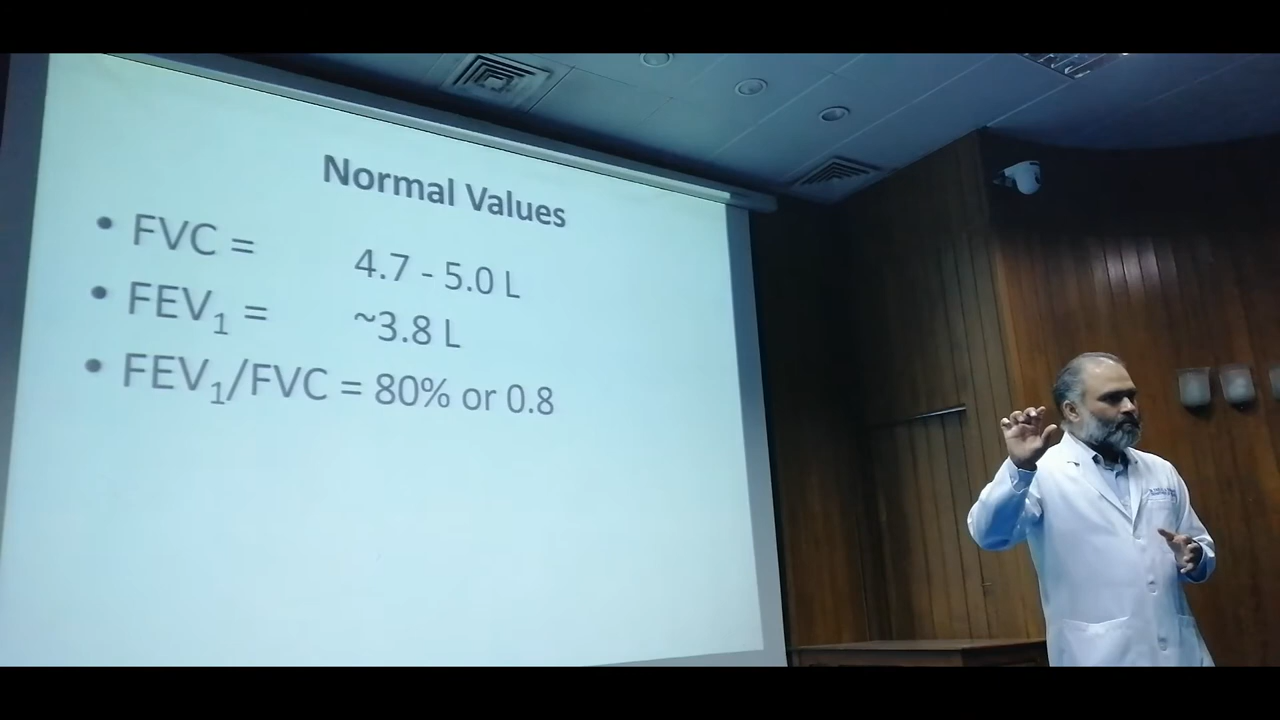 Normal Values
• FVC = 4.7 - 5.0 L
• FEV₁ = ~3.8 L
• FEV₁/FVC = 80% or 0.8